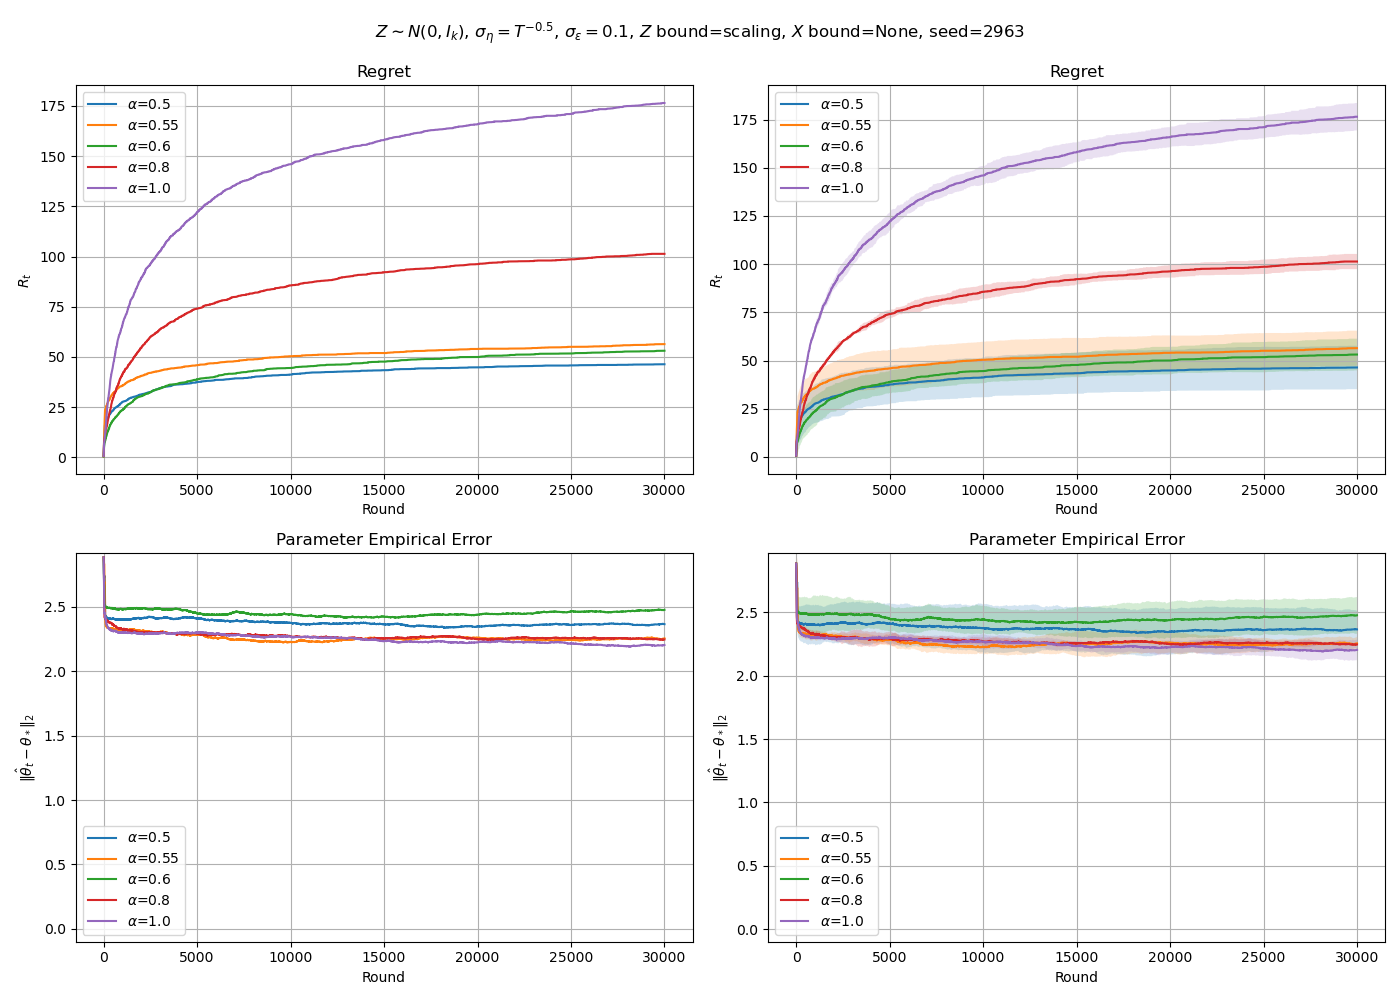 Z ~ N(0, I_k), σ_η = T^{-0.5}, σ_ε = 0.1, Z bound=scaling, X bound=None, seed=2963
Regret
R_t
175
150
125
100
75
50
25
0
0 5000 10000 15000 20000 25000 30000
Round
α=0.5
α=0.55
α=0.6
α=0.8
α=1.0
Regret
R_t
175
150
125
100
75
50
25
0
0 5000 10000 15000 20000 25000 30000
Round
α=0.5
α=0.55
α=0.6
α=0.8
α=1.0
Parameter Empirical Error
‖θ̂_t − θ_*‖_2
2.5
2.0
1.5
1.0
0.5
0.0
0 5000 10000 15000 20000 25000 30000
Round
α=0.5
α=0.55
α=0.6
α=0.8
α=1.0
Parameter Empirical Error
‖θ̂_t − θ_*‖_2
2.5
2.0
1.5
1.0
0.5
0.0
0 5000 10000 15000 20000 25000 30000
Round
α=0.5
α=0.55
α=0.6
α=0.8
α=1.0